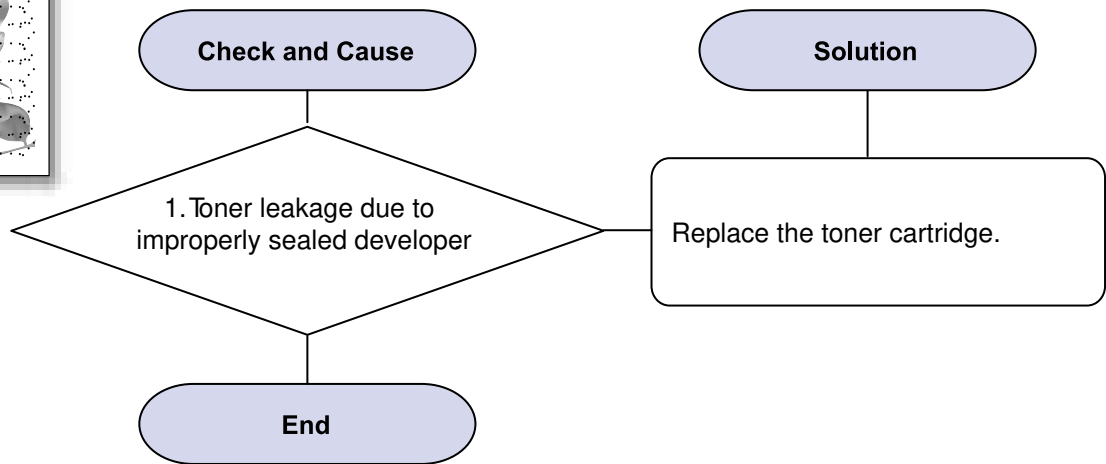 Check and Cause
Solution
1. Toner leakage due to
improperly sealed developer
Replace the toner cartridge.
End